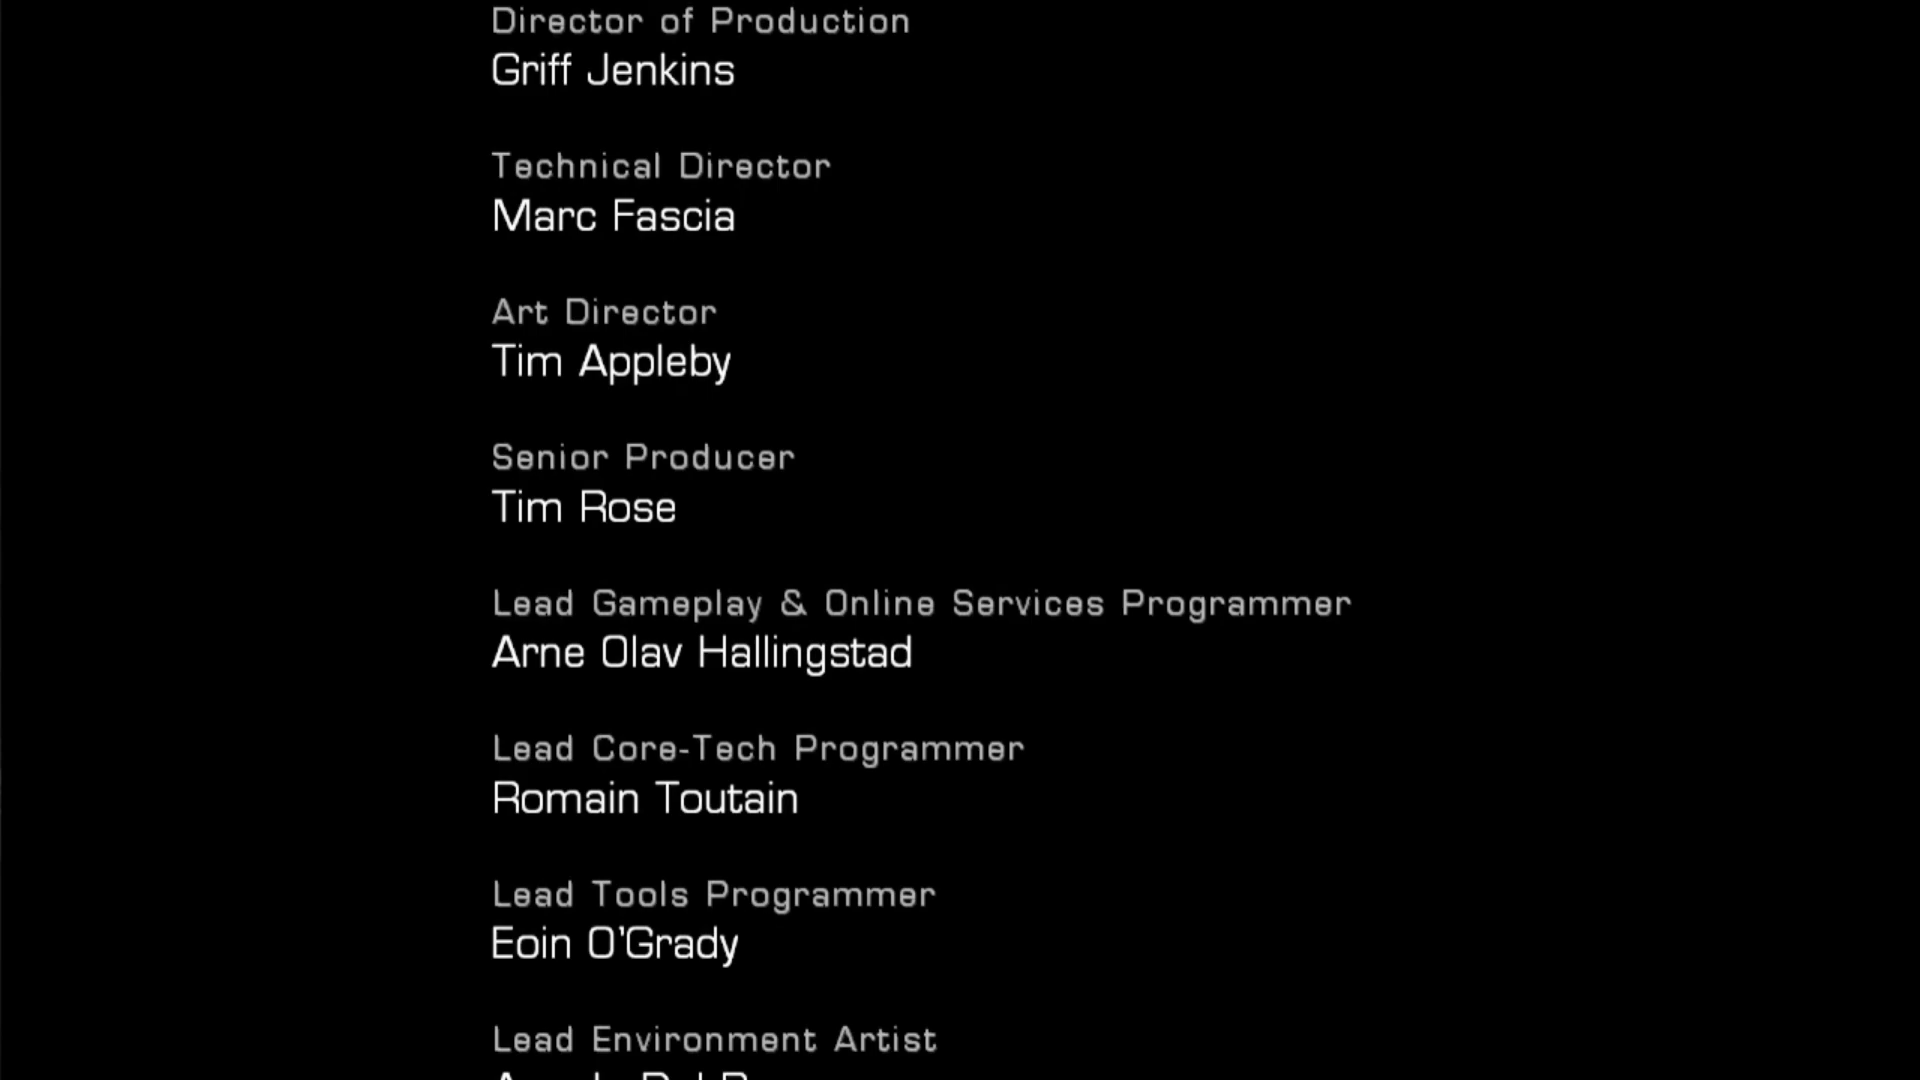 Director of Production
Griff Jenkins
Technical Director
Marc Fascia
Art Director
Tim Appleby
Senior Producer
Tim Rose
Lead Gameplay & Online Services Programmer
Arne Olav Hallingstad
Lead Core-Tech Programmer
Romain Toutain
Lead Tools Programmer
Eoin O'Grady
Lead Environment Artist